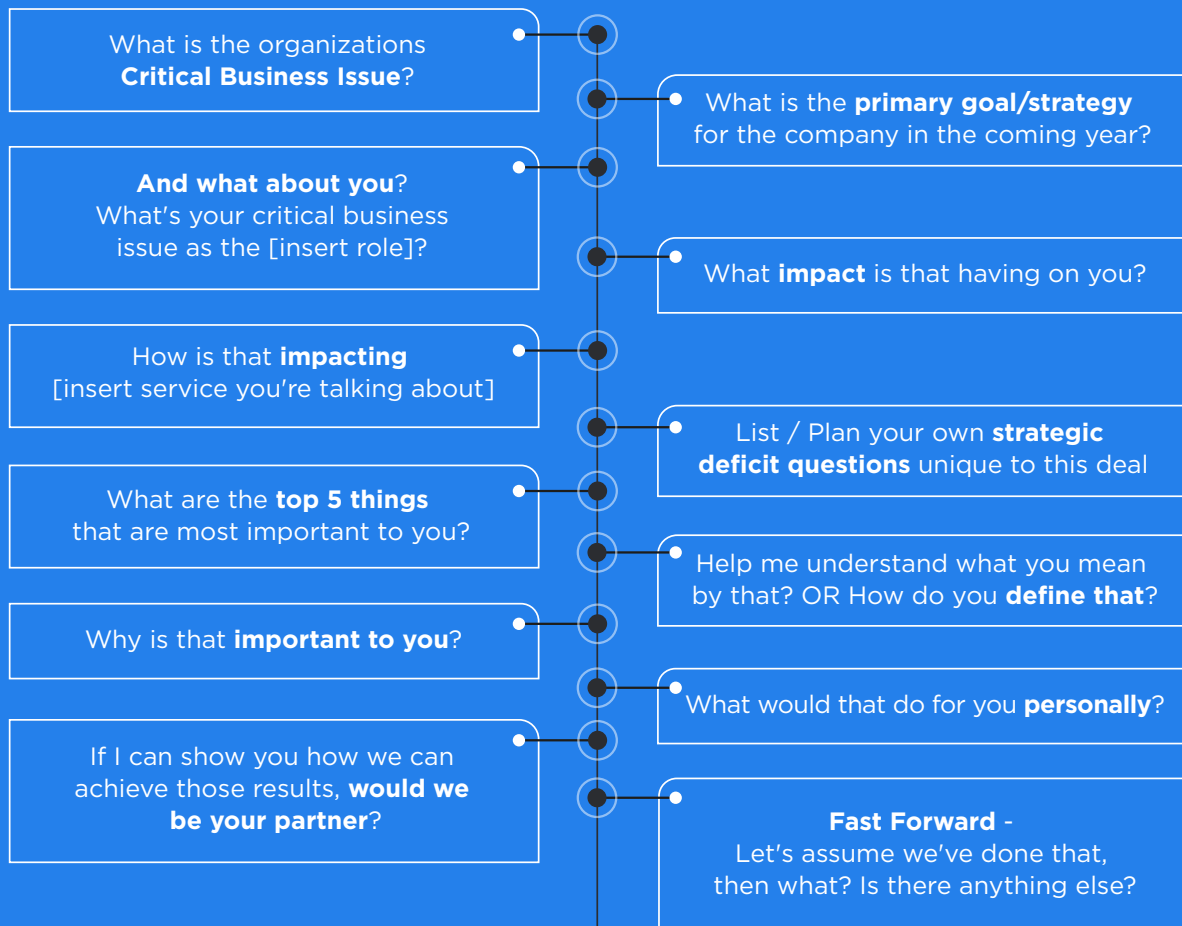 What is the organizations
Critical Business Issue?
What is the primary goal/strategy
for the company in the coming year?
And what about you?
What's your critical business
issue as the [insert role]?
What impact is that having on you?
How is that impacting
[insert service you're talking about]
List / Plan your own strategic
deficit questions unique to this deal
What are the top 5 things
that are most important to you?
Help me understand what you mean
by that? OR How do you define that?
Why is that important to you?
What would that do for you personally?
If I can show you how we can
achieve those results, would we
be your partner?
Fast Forward -
Let's assume we've done that,
then what? Is there anything else?